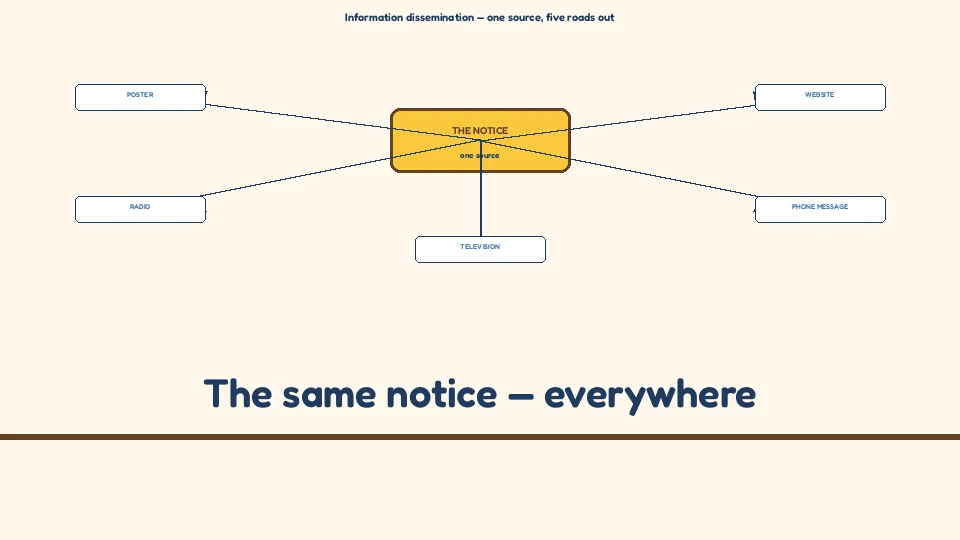 Information dissemination — one source, five roads out
POSTER
WEBSITE
THE NOTICE
one source
RADIO
PHONE MESSAGE
TELEVISION
The same notice — everywhere